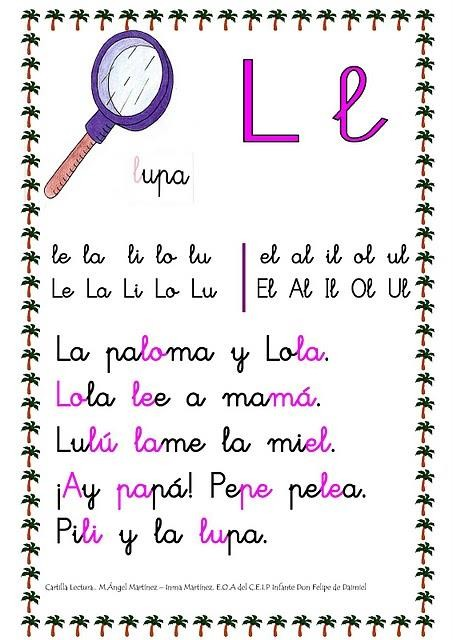 L l
lupa
le la li lo lu el al il ol ul
Le La Li Lo Lu El Al Il Ol Ul
La paloma y Lola.
Lola lee a mamá.
Lulú lame la miel.
¡Ay papá! Pepe pelea.
Pili y la lupa.
Cartilla Lectura. M.Ángel Martínez – Inma Martínez. E.O.A del C.E.I.P Infante Don Felipe de Daimiel